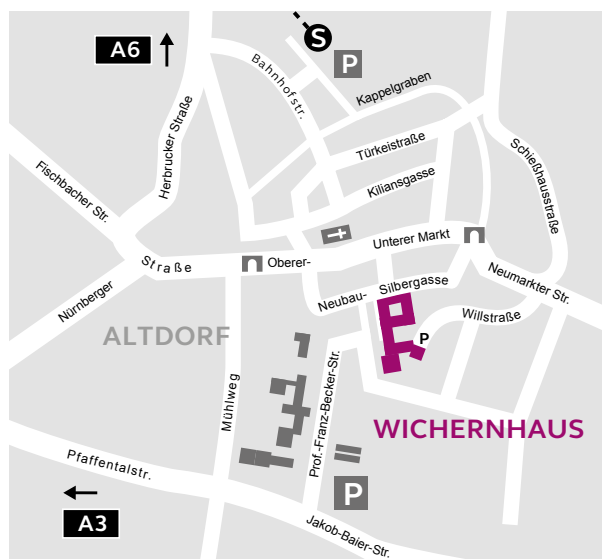 A6
S
P
Bahnhofstr.
Kappelgraben
Herbrucker Straße
Türkeistraße
Schießhausstraße
Fischbacher Str.
Kiliansgasse
Unterer Markt
Oberer-
Straße
Nürnberger
Neumarkter Str.
Neubau-
Silbergasse
Willstraße
P
ALTDORF
Mühlweg
Prof.-Franz-Becker-Str.
WICHERNHAUS
Pfaffentalstr.
P
A3
Jakob-Baier-Str.